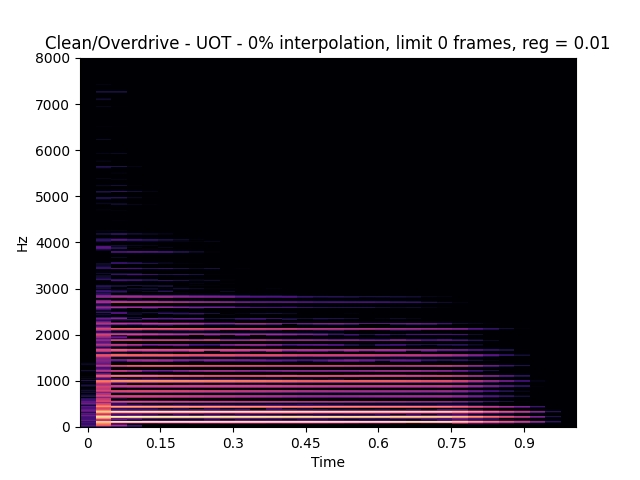 Clean/Overdrive - UOT - 0% interpolation, limit 0 frames, reg = 0.01
8000
7000
6000
5000
4000
3000
2000
1000
0
Hz
0 0.15 0.3 0.45 0.6 0.75 0.9
Time